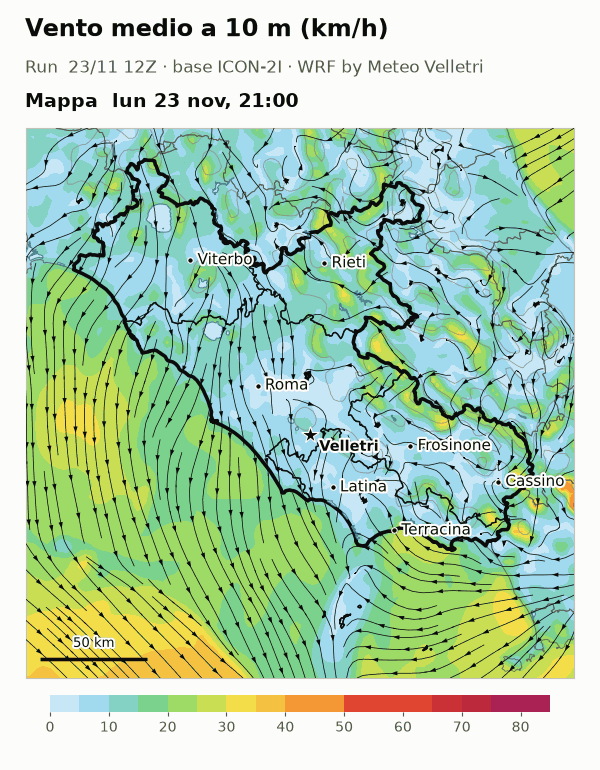 Vento medio a 10 m (km/h)
Run  23/11 12Z · base ICON-2I · WRF by Meteo Velletri
Mappa  lun 23 nov, 21:00
Viterbo
Rieti
Roma
Velletri
Frosinone
Latina
Cassino
Terracina
50 km
0 10 20 30 40 50 60 70 80